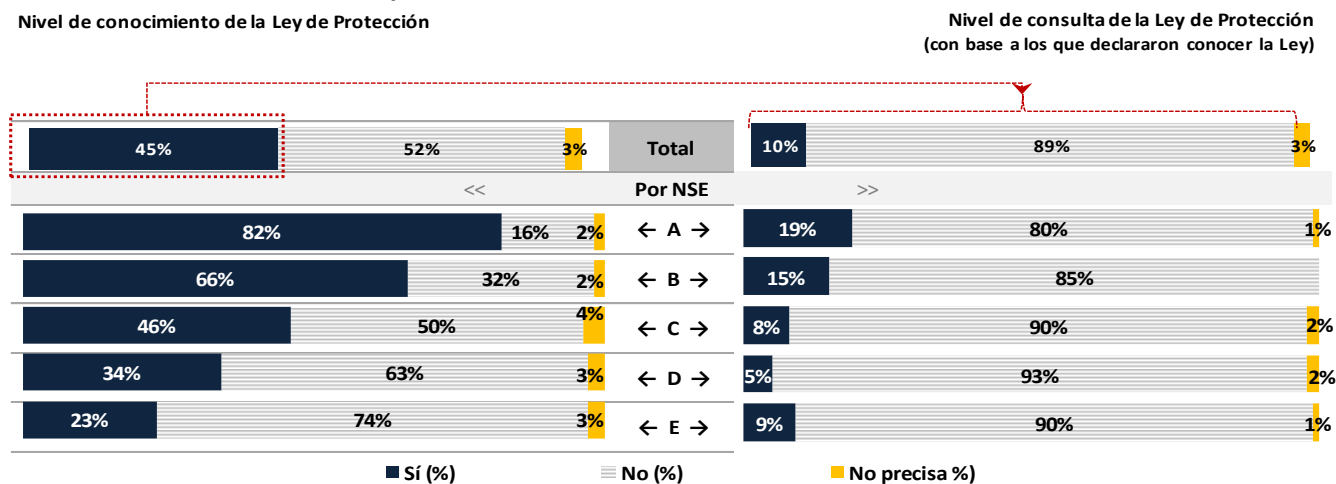 Nivel de conocimiento de la Ley de Protección
Nivel de consulta de la Ley de Protección
(con base a los que declararon conocer la Ley)
45% 52% 3% Total 10% 89% 3%
<< Por NSE >>
82% 16% 2% ← A → 19% 80% 1%
66% 32% 2% ← B → 15% 85%
46% 50% 4% ← C → 8% 90% 2%
34% 63% 3% ← D → 5% 93% 2%
23% 74% 3% ← E → 9% 90% 1%
Sí (%) No (%) No precisa %)